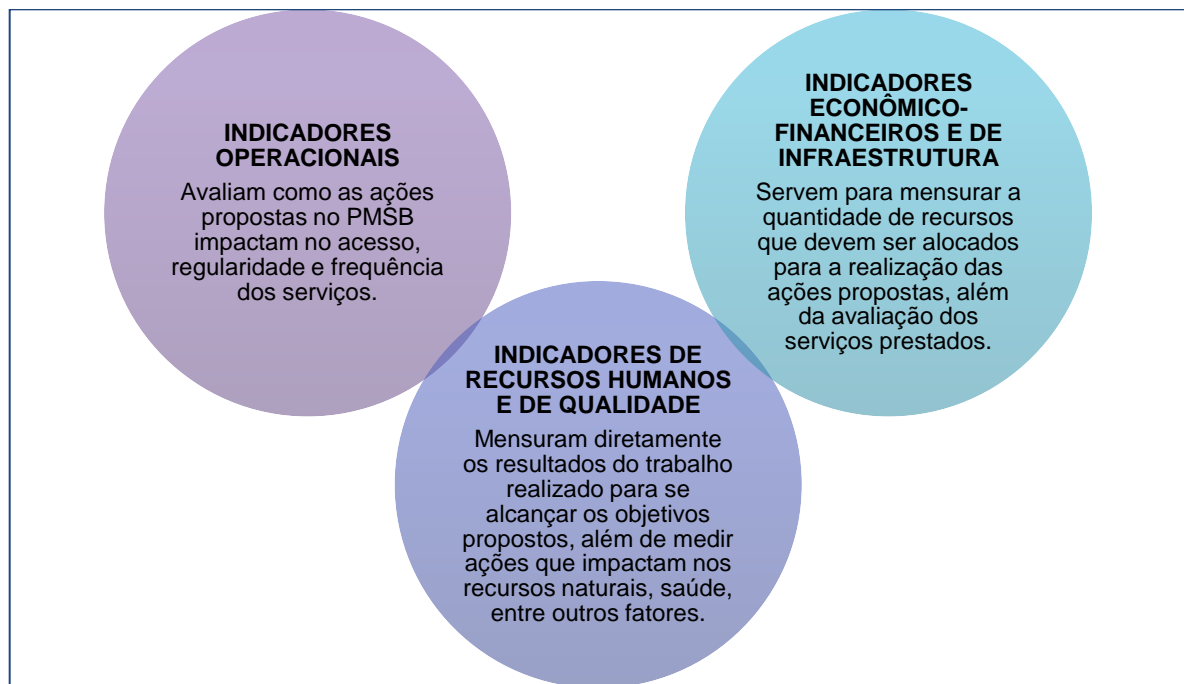 INDICADORES
OPERACIONAIS
Avaliam como as ações
propostas no PMSB
impactam no acesso,
regularidade e frequência
dos serviços.
INDICADORES
ECONÔMICO-
FINANCEIROS E DE
INFRAESTRUTURA
Servem para mensurar a
quantidade de recursos
que devem ser alocados
para a realização das
ações propostas, além
da avaliação dos
serviços prestados.
INDICADORES DE
RECURSOS HUMANOS
E DE QUALIDADE
Mensuram diretamente
os resultados do trabalho
realizado para se
alcançar os objetivos
propostos, além de medir
ações que impactam nos
recursos naturais, saúde,
entre outros fatores.